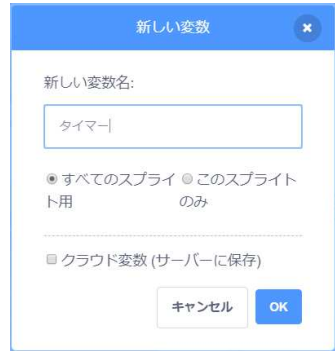 新しい変数
新しい変数名:
タイマー
すべてのスプライ
ト用
このスプライト
のみ
クラウド変数 (サーバーに保存)
キャンセル
OK